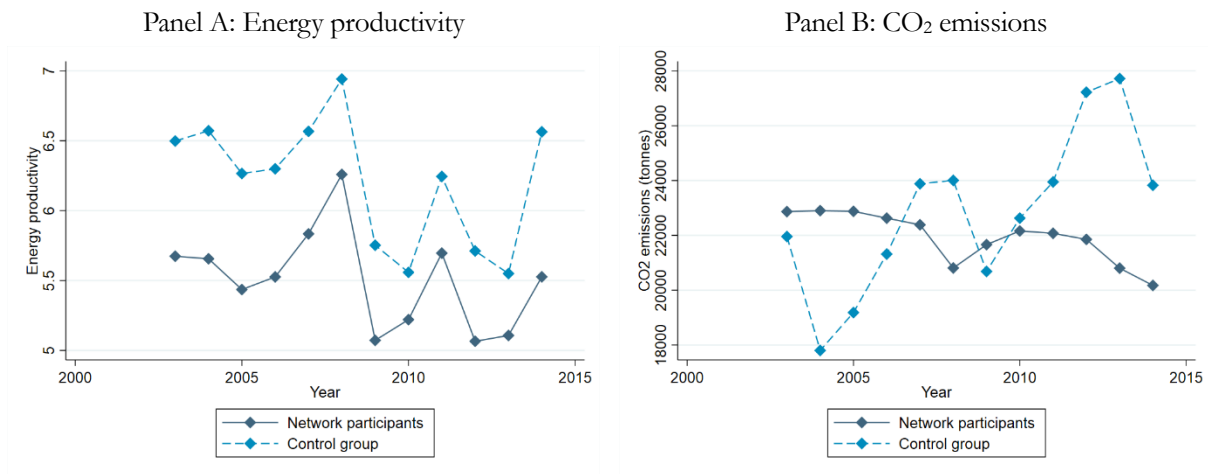 Panel A: Energy productivity
Energy productivity
7
6.5
6
5.5
5
2000 2005 2010 2015
Year
Network participants
Control group
Panel B: CO₂ emissions
CO2 emissions (tonnes)
28000
26000
24000
22000
20000
18000
2000 2005 2010 2015
Year
Network participants
Control group